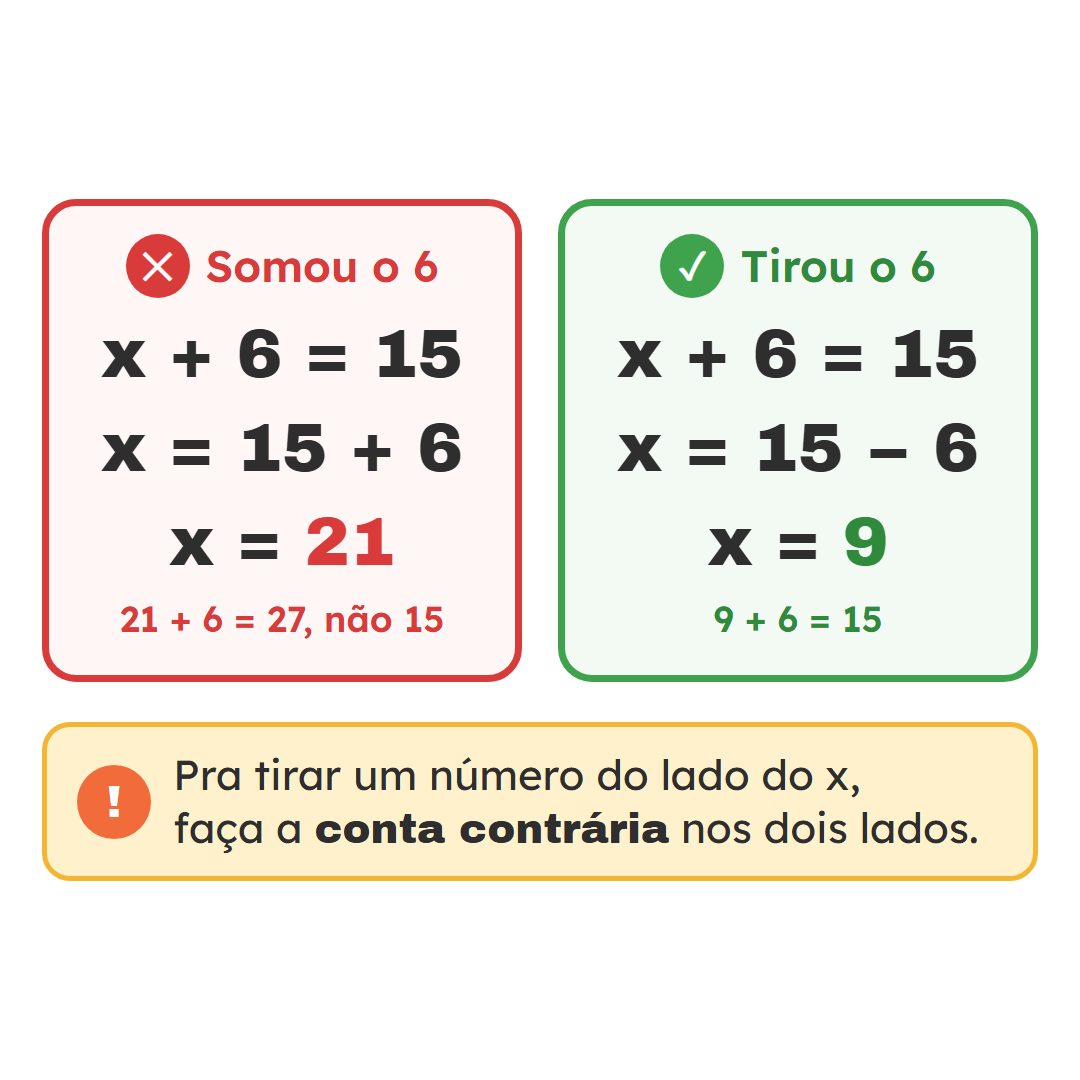 Somou o 6
x + 6 = 15
x = 15 + 6
x = 21
21 + 6 = 27, não 15
Tirou o 6
x + 6 = 15
x = 15 – 6
x = 9
9 + 6 = 15
! Pra tirar um número do lado do x,
faça a conta contrária nos dois lados.